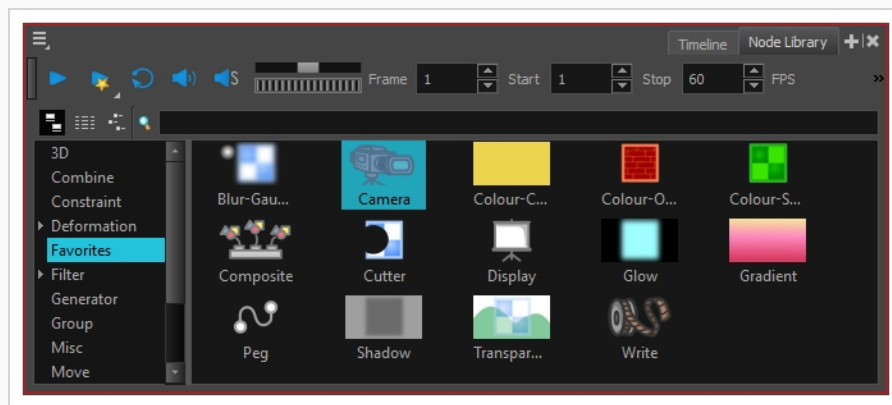 Timeline Node Library
S Frame 1 Start 1 Stop 60 FPS »
3D
Combine
Constraint
Deformation
Favorites
Filter
Generator
Group
Misc
Move
Blur-Gau... Camera Colour-C... Colour-O... Colour-S...
Composite Cutter Display Glow Gradient
Peg Shadow Transpar... Write